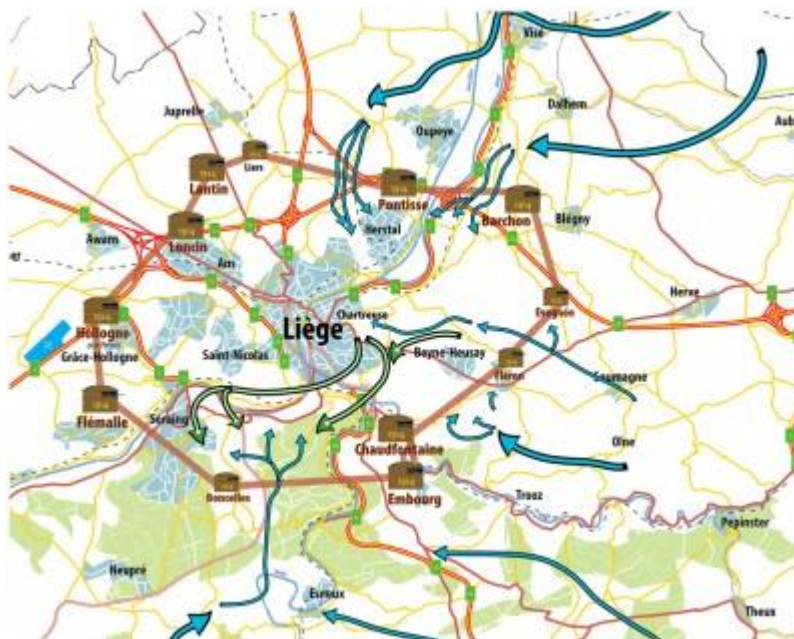 Visé
Juprelle
Dalhem
Oupeye
Liers
Lantin
Pontisse
Barchon
Blégny
Herstal
Loncin
Awans
Ans
Evegnée
Herve
Chartreuse
Hollogne
Liège
Grâce-Hollogne
Saint-Nicolas
Beyne-Heusay
Fléron
Soumagne
Flémalle
Seraing
Chaudfontaine
Olne
Boncelles
Embourg
Trooz
Pepinster
Neupré
Esneux
Theux